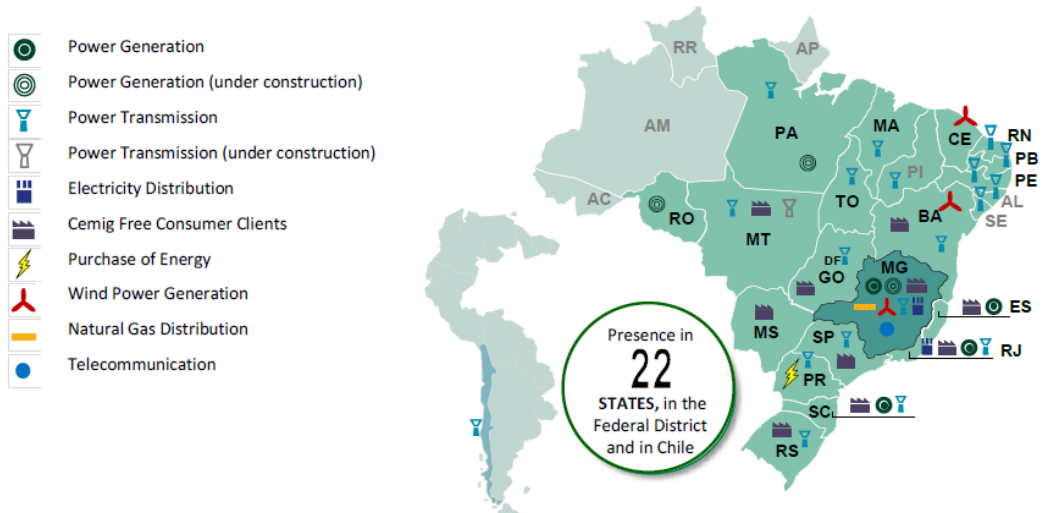 Power Generation
Power Generation (under construction)
Power Transmission
Power Transmission (under construction)
Electricity Distribution
Cemig Free Consumer Clients
Purchase of Energy
Wind Power Generation
Natural Gas Distribution
Telecommunication
RR
AP
AM
PA
MA
CE
RN
PB
PE
AL
SE
PI
AC
RO
TO
BA
MT
DF
GO
MG
MS
ES
SP
RJ
PR
SC
RS
Presence in
22
STATES, in the
Federal District
and in Chile